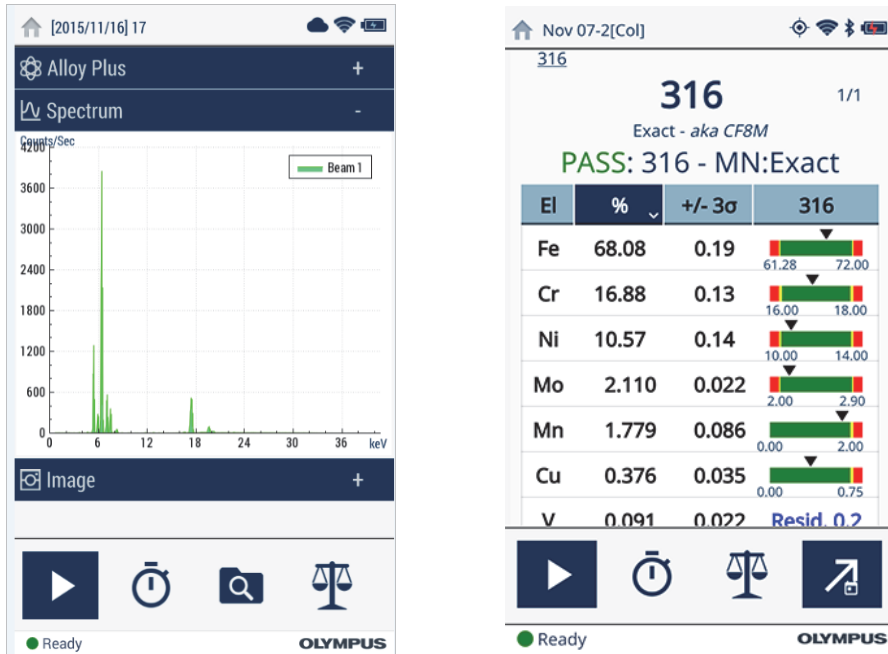 [2015/11/16] 17
Alloy Plus +
Spectrum -
Counts/Sec
4200
3600
3000
2400
1800
1200
600
0
0 6 12 18 24 30 36 keV
Beam 1
Image +
Ready OLYMPUS
Nov 07-2[Col]
316
316 1/1
Exact - aka CF8M
PASS: 316 - MN:Exact
El % +/- 3σ 316
Fe 68.08 0.19 61.28 72.00
Cr 16.88 0.13 16.00 18.00
Ni 10.57 0.14 10.00 14.00
Mo 2.110 0.022 2.00 2.90
Mn 1.779 0.086 0.00 2.00
Cu 0.376 0.035 0.00 0.75
V 0.091 0.022 Resid. 0.2
Ready OLYMPUS